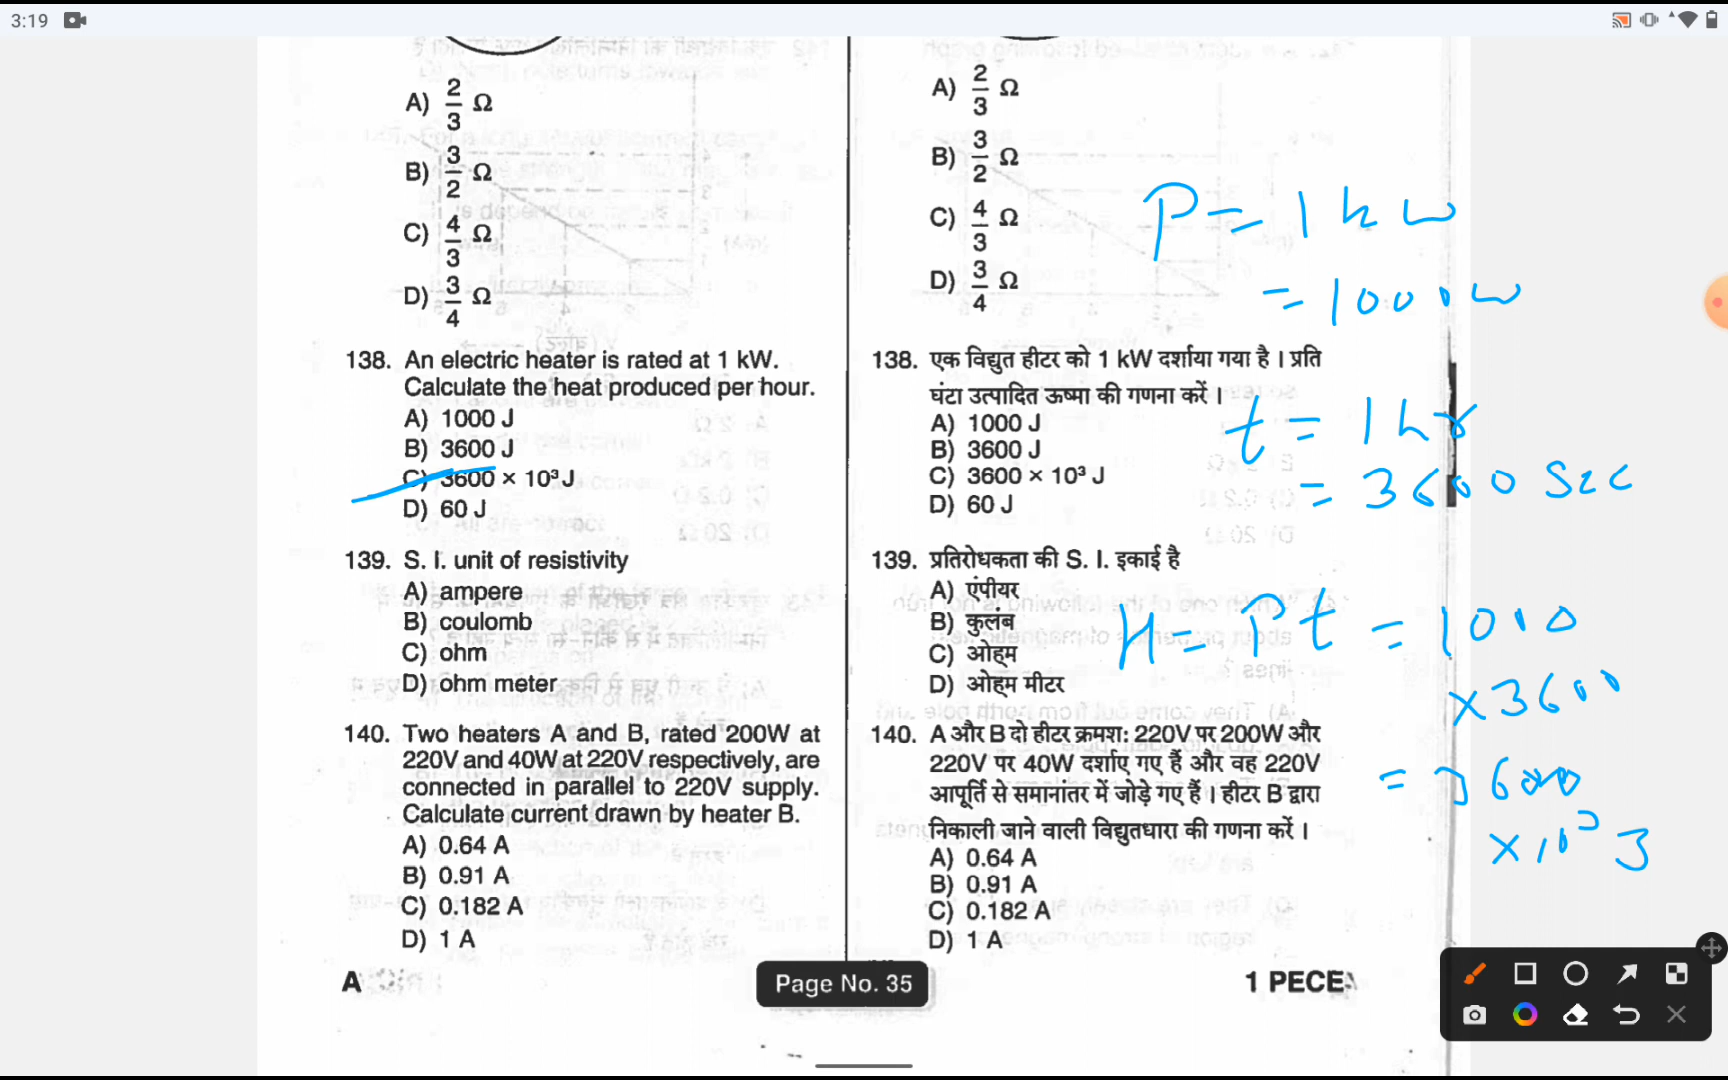 3:19
A) 2/3 Ω
B) 3/2 Ω
C) 4/3 Ω
D) 3/4 Ω
138. An electric heater is rated at 1 kW.
Calculate the heat produced per hour.
A) 1000 J
B) 3600 J
C) 3600 × 10³ J
D) 60 J
139. S. I. unit of resistivity
A) ampere
B) coulomb
C) ohm
D) ohm meter
140. Two heaters A and B, rated 200W at
220V and 40W at 220V respectively, are
connected in parallel to 220V supply.
Calculate current drawn by heater B.
A) 0.64 A
B) 0.91 A
C) 0.182 A
D) 1 A
A) 2/3 Ω
B) 3/2 Ω
C) 4/3 Ω
D) 3/4 Ω
138. एक विद्युत हीटर को 1 kW दर्शाया गया है । प्रति
घंटा उत्पादित ऊष्मा की गणना करें ।
A) 1000 J
B) 3600 J
C) 3600 × 10³ J
D) 60 J
139. प्रतिरोधकता की S. I. इकाई है
A) एंपीयर
B) कुलंब
C) ओहम
D) ओहम मीटर
140. A और B दो हीटर क्रमश: 220V पर 200W और
220V पर 40W दर्शाए गए हैं और वह 220V
आपूर्ति से समानांतर में जोड़े गए हैं । हीटर B द्वारा
निकाली जाने वाली विद्युतधारा की गणना करें ।
A) 0.64 A
B) 0.91 A
C) 0.182 A
D) 1 A
P = 1 kW
= 1000 W
t = 1 hr
= 3600 Sec
H = Pt = 1000
× 3600
= 3600
× 10³ J
A
Page No. 35
1 PECE